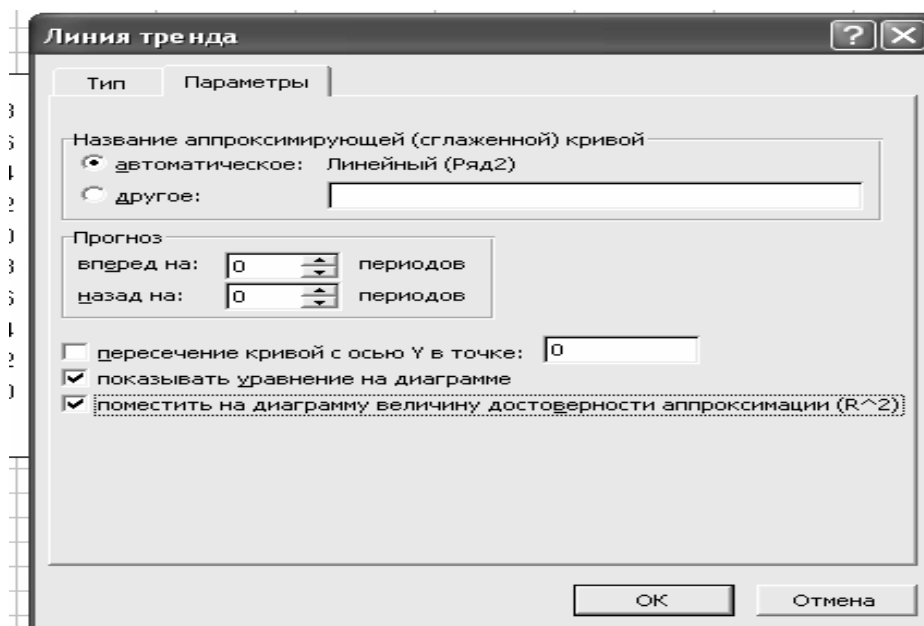 Линия тренда
Тип Параметры
Название аппроксимирующей (сглаженной) кривой
автоматическое: Линейный (Ряд2)
другое:
Прогноз
вперед на: 0 периодов
назад на: 0 периодов
пересечение кривой с осью Y в точке: 0
показывать уравнение на диаграмме
поместить на диаграмму величину достоверности аппроксимации (R^2)
ОК Отмена